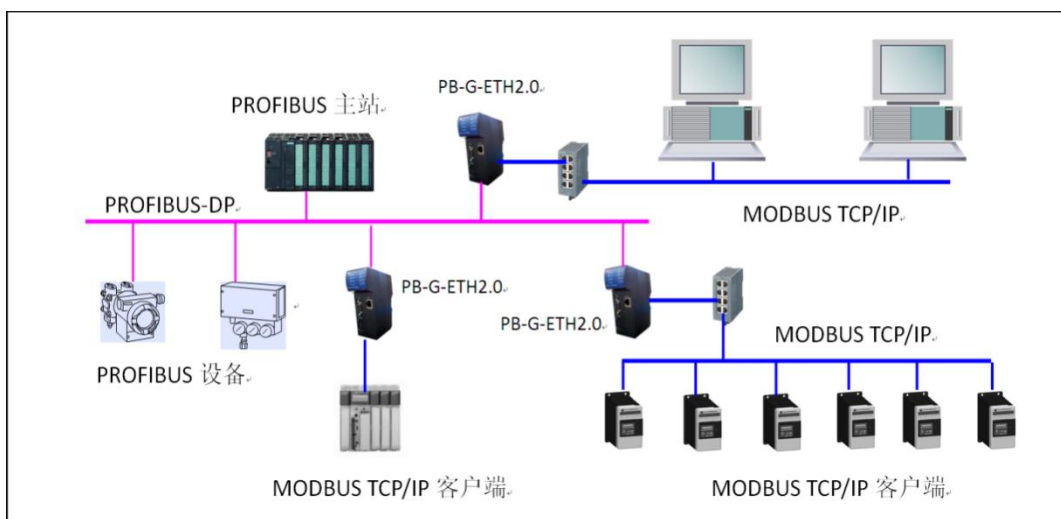 PB-G-ETH2.0
PROFIBUS 主站
PROFIBUS-DP
MODBUS TCP/IP
PB-G-ETH2.0
PB-G-ETH2.0
MODBUS TCP/IP
PROFIBUS 设备
MODBUS TCP/IP 客户端
MODBUS TCP/IP 客户端